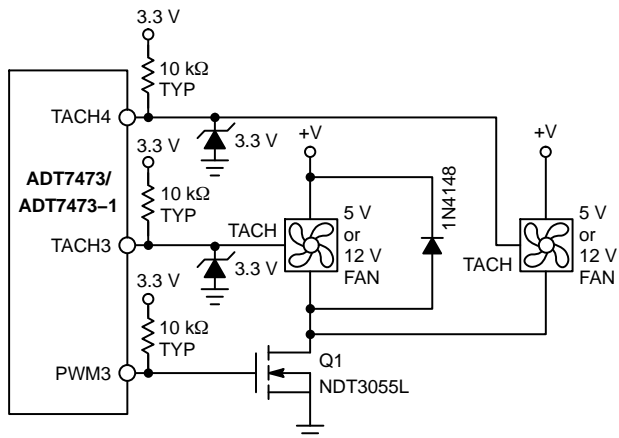 3.3 V
10 kΩ
TYP
TACH4
3.3 V
3.3 V
+V
+V
ADT7473/
ADT7473–1
10 kΩ
TYP
1N4148
TACH
5 V
or
12 V
FAN
TACH3
3.3 V
TACH
5 V
or
12 V
FAN
3.3 V
10 kΩ
TYP
Q1
NDT3055L
PWM3